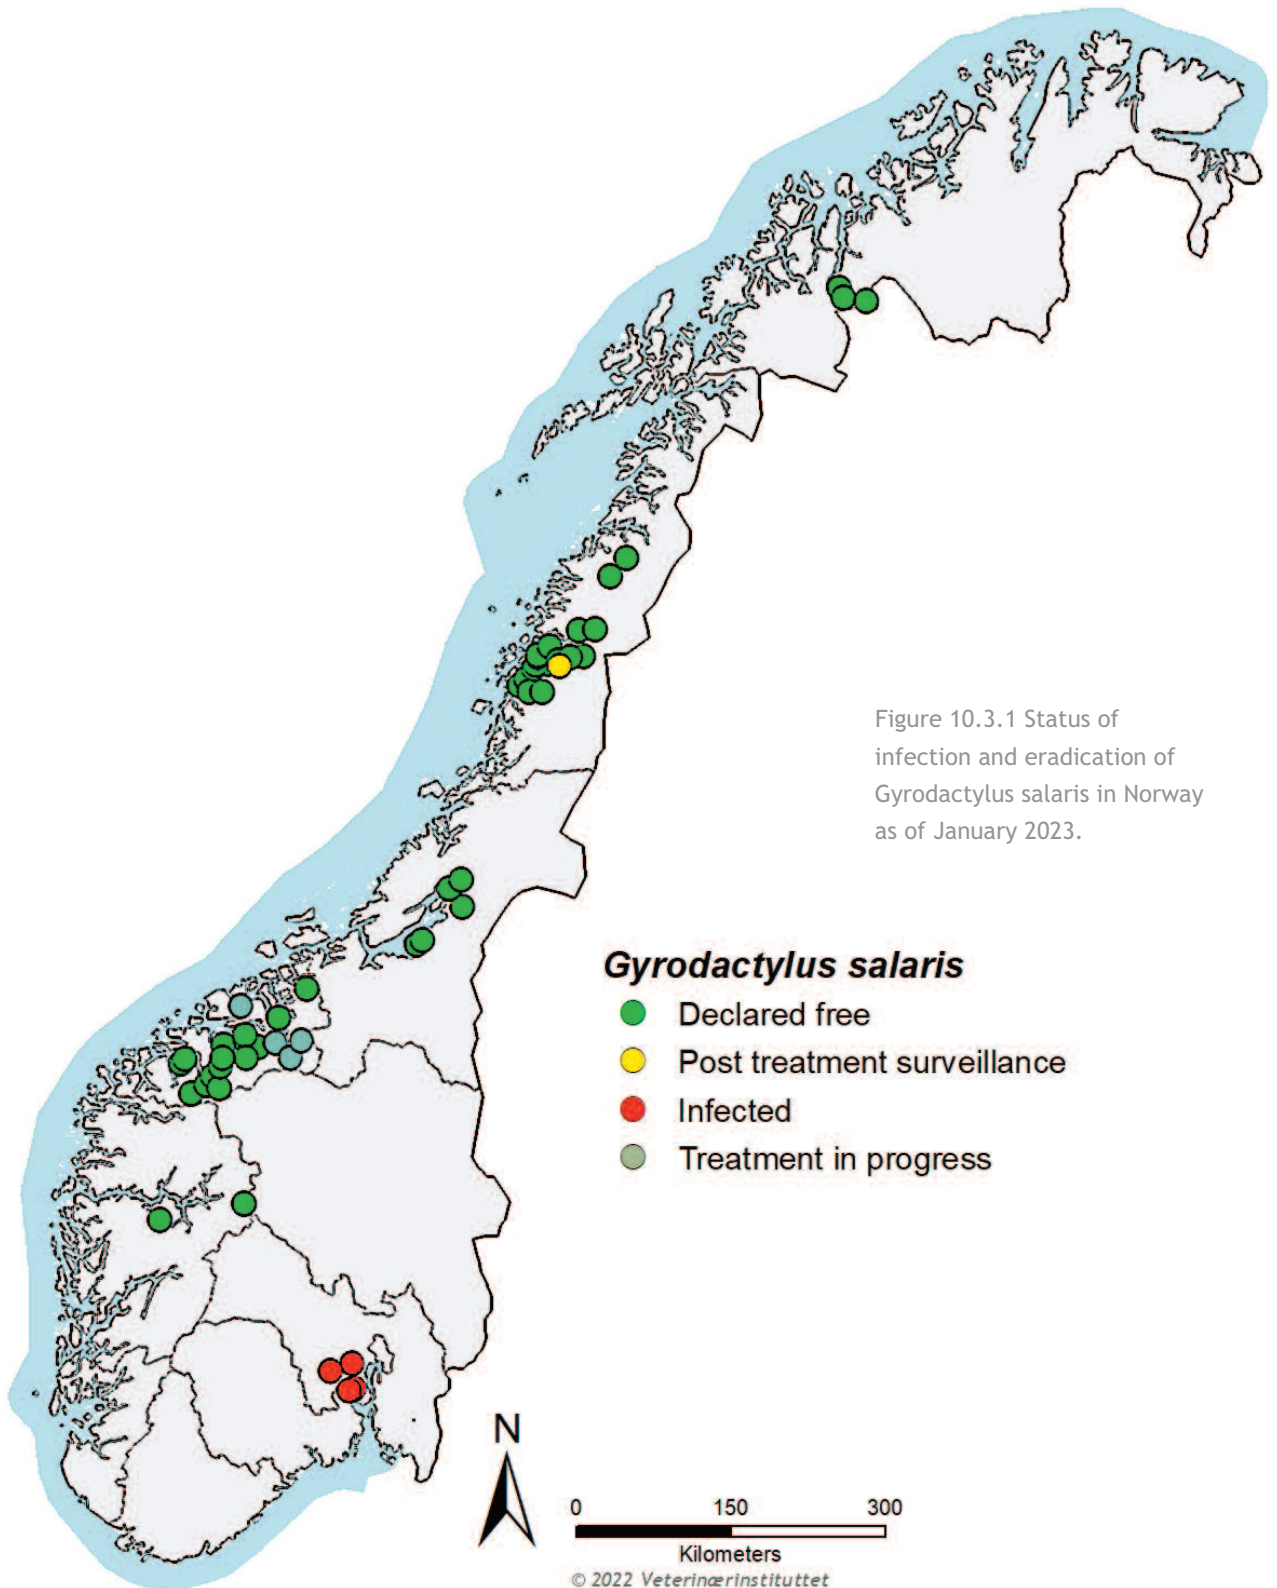 Figure 10.3.1 Status of
infection and eradication of
Gyrodactylus salaris in Norway
as of January 2023.
Gyrodactylus salaris
Declared free
Post treatment surveillance
Infected
Treatment in progress
N
0 150 300
Kilometers
© 2022 Veterinærinstituttet